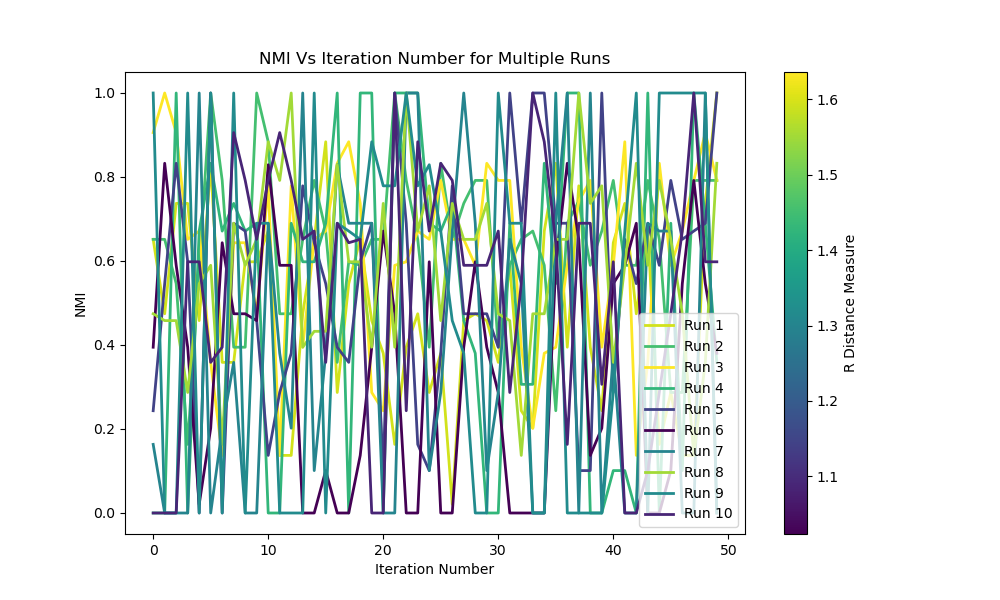 NMI Vs Iteration Number for Multiple Runs
NMI
1.0
0.8
0.6
0.4
0.2
0.0
0
10
20
30
40
50
Iteration Number
Run 1
Run 2
Run 3
Run 4
Run 5
Run 6
Run 7
Run 8
Run 9
Run 10
1.6
1.5
1.4
1.3
1.2
1.1
R Distance Measure